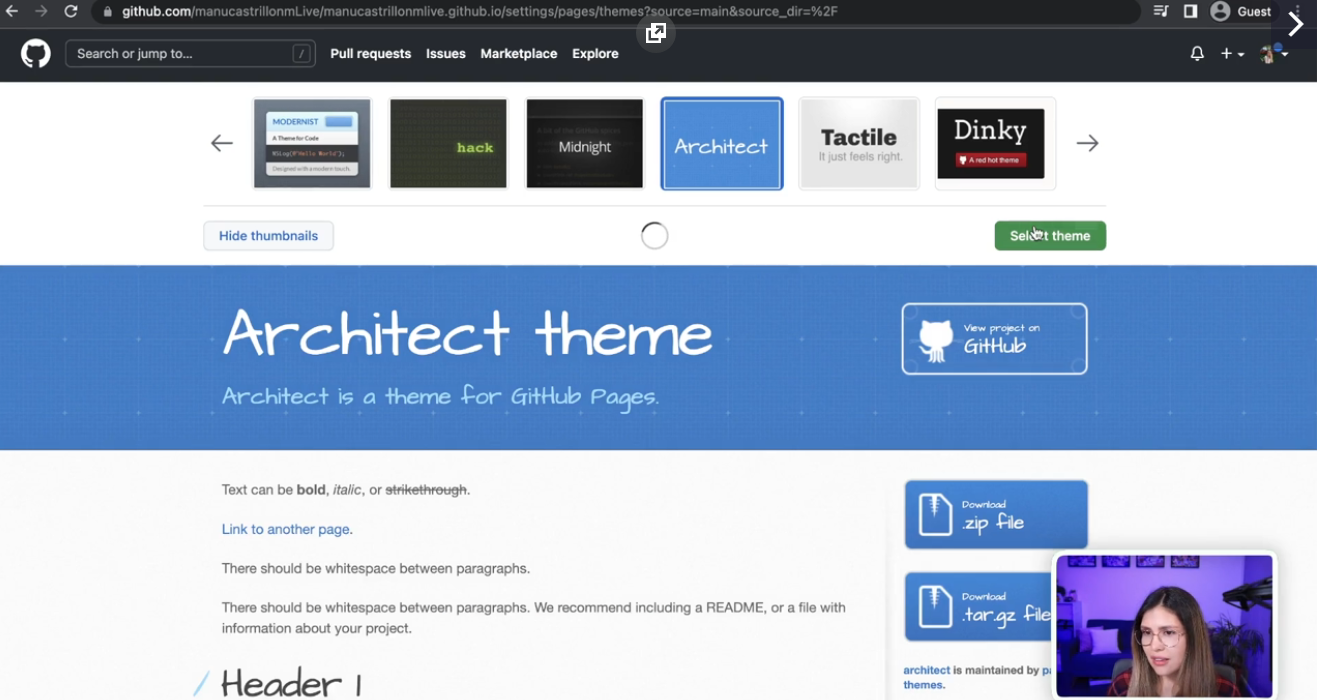 github.com/manucastrillonmLive/manucastrillonmlive.github.io/settings/pages/themes?source=main&source_dir=%2F
Guest
Search or jump to...
/
Pull requests
Issues
Marketplace
Explore
MODERNIST
A Theme for Code
NSLog(@"Hello World");
Designed with a modern touch.
hack
Midnight
Architect
Tactile
It just feels right.
Dinky
A red hot theme
Hide thumbnails
Select theme
Architect theme
Architect is a theme for GitHub Pages.
View project on
GitHub
Text can be bold, italic, or strikethrough.
Link to another page.
There should be whitespace between paragraphs.
There should be whitespace between paragraphs. We recommend including a README, or a file with
information about your project.
Header 1
Download
.zip file
Download
.tar.gz file
architect is maintained by
themes.